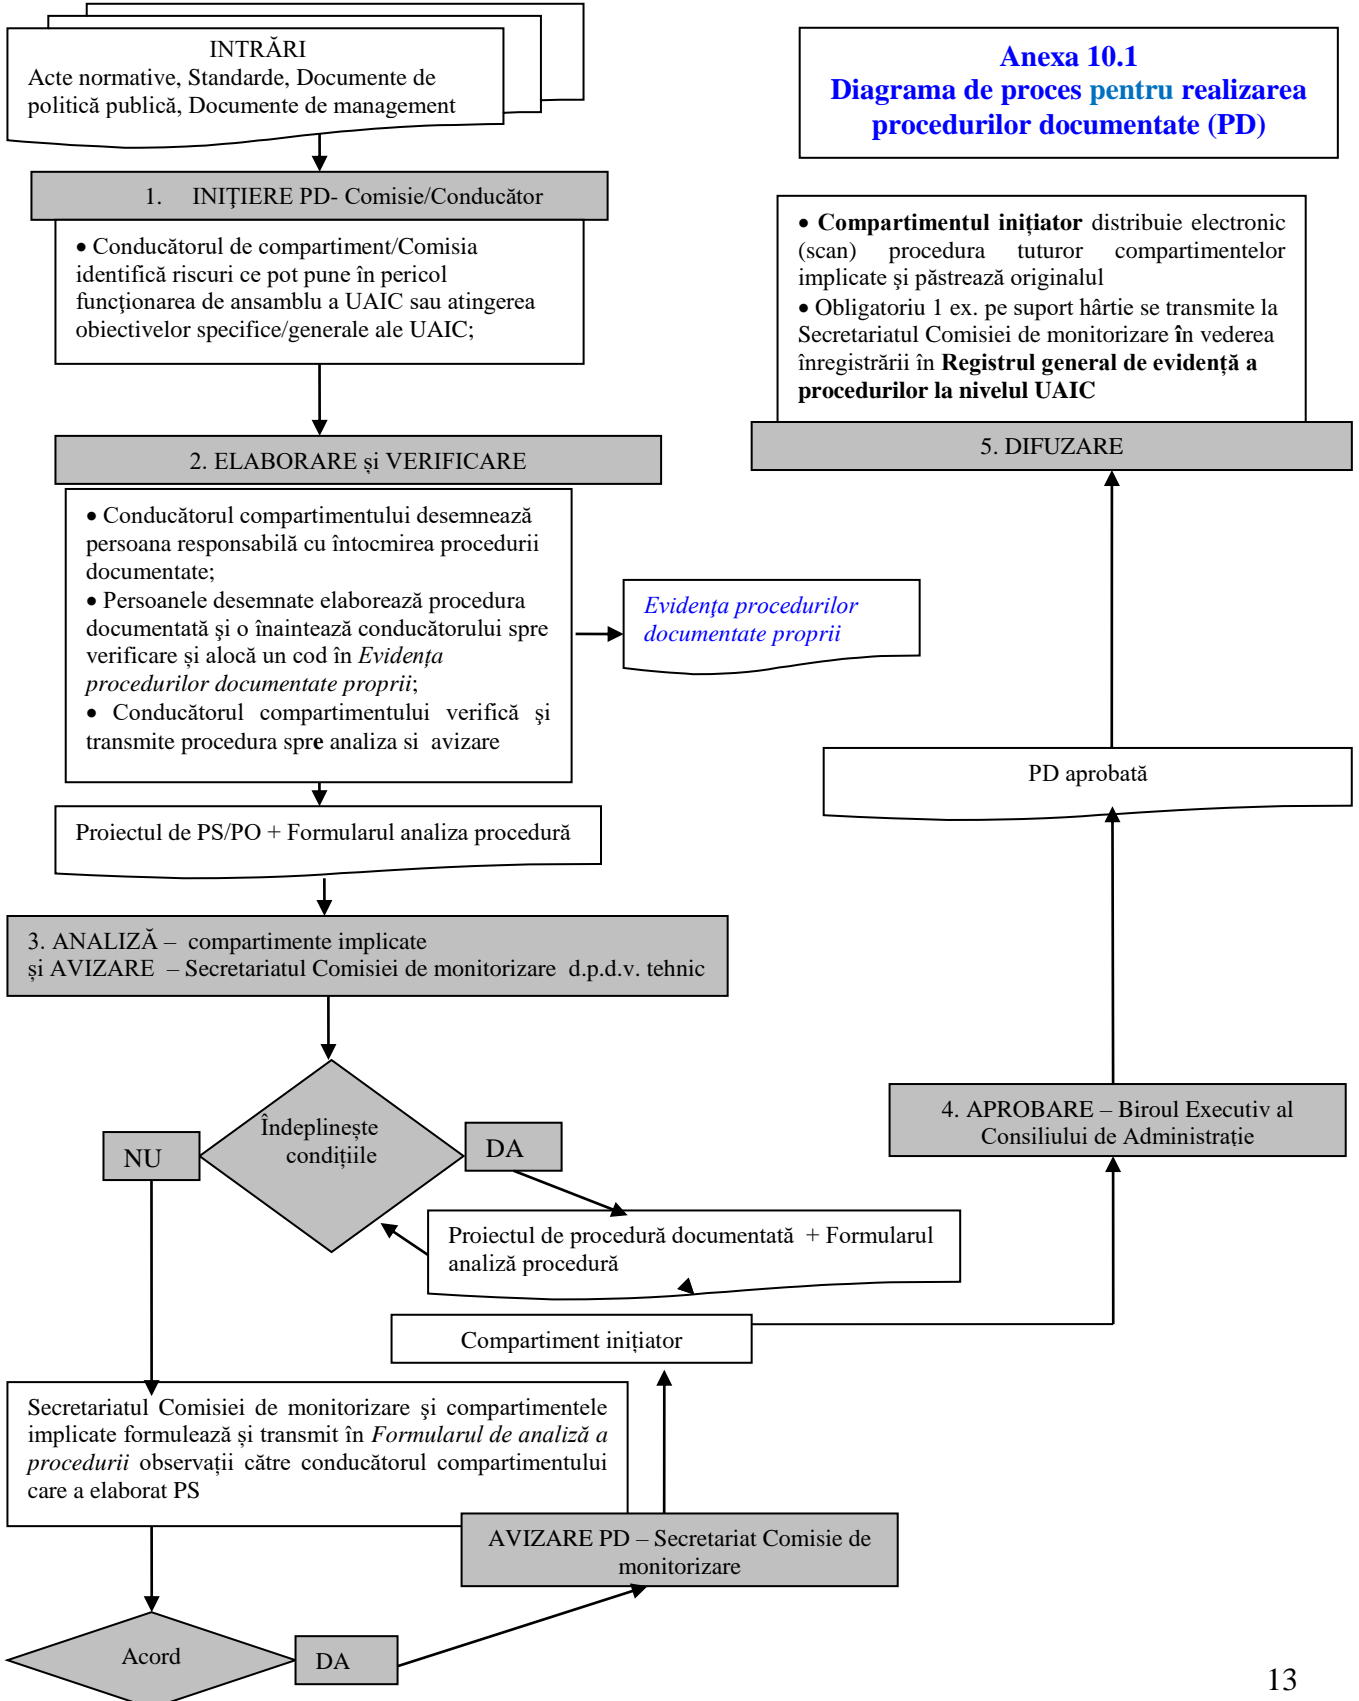 INTRĂRI
Acte normative, Standarde, Documente de
politică publică, Documente de management
Anexa 10.1
Diagrama de proces pentru realizarea
procedurilor documentate (PD)
1. INIŢIERE PD- Comisie/Conducător
• Conducătorul de compartiment/Comisia
identifică riscuri ce pot pune în pericol
funcţionarea de ansamblu a UAIC sau atingerea
obiectivelor specifice/generale ale UAIC;
• Compartimentul inițiator distribuie electronic
(scan) procedura tuturor compartimentelor
implicate şi păstrează originalul
• Obligatoriu 1 ex. pe suport hârtie se transmite la
Secretariatul Comisiei de monitorizare în vederea
înregistrării în Registrul general de evidență a
procedurilor la nivelul UAIC
2. ELABORARE și VERIFICARE
5. DIFUZARE
• Conducătorul compartimentului desemnează
persoana responsabilă cu întocmirea procedurii
documentate;
• Persoanele desemnate elaborează procedura
documentată şi o înaintează conducătorului spre
verificare și alocă un cod în Evidența
procedurilor documentate proprii;
• Conducătorul compartimentului verifică şi
transmite procedura spre analiza si avizare
Evidenţa procedurilor
documentate proprii
PD aprobată
Proiectul de PS/PO + Formularul analiza procedură
3. ANALIZĂ – compartimente implicate
și AVIZARE – Secretariatul Comisiei de monitorizare d.p.d.v. tehnic
Îndeplinește
condițiile
NU
DA
4. APROBARE – Biroul Executiv al
Consiliului de Administrație
Proiectul de procedură documentată + Formularul
analiză procedură
Compartiment inițiator
Secretariatul Comisiei de monitorizare şi compartimentele
implicate formulează și transmit în Formularul de analiză a
procedurii observații către conducătorul compartimentului
care a elaborat PS
AVIZARE PD – Secretariat Comisie de
monitorizare
Acord
DA
13